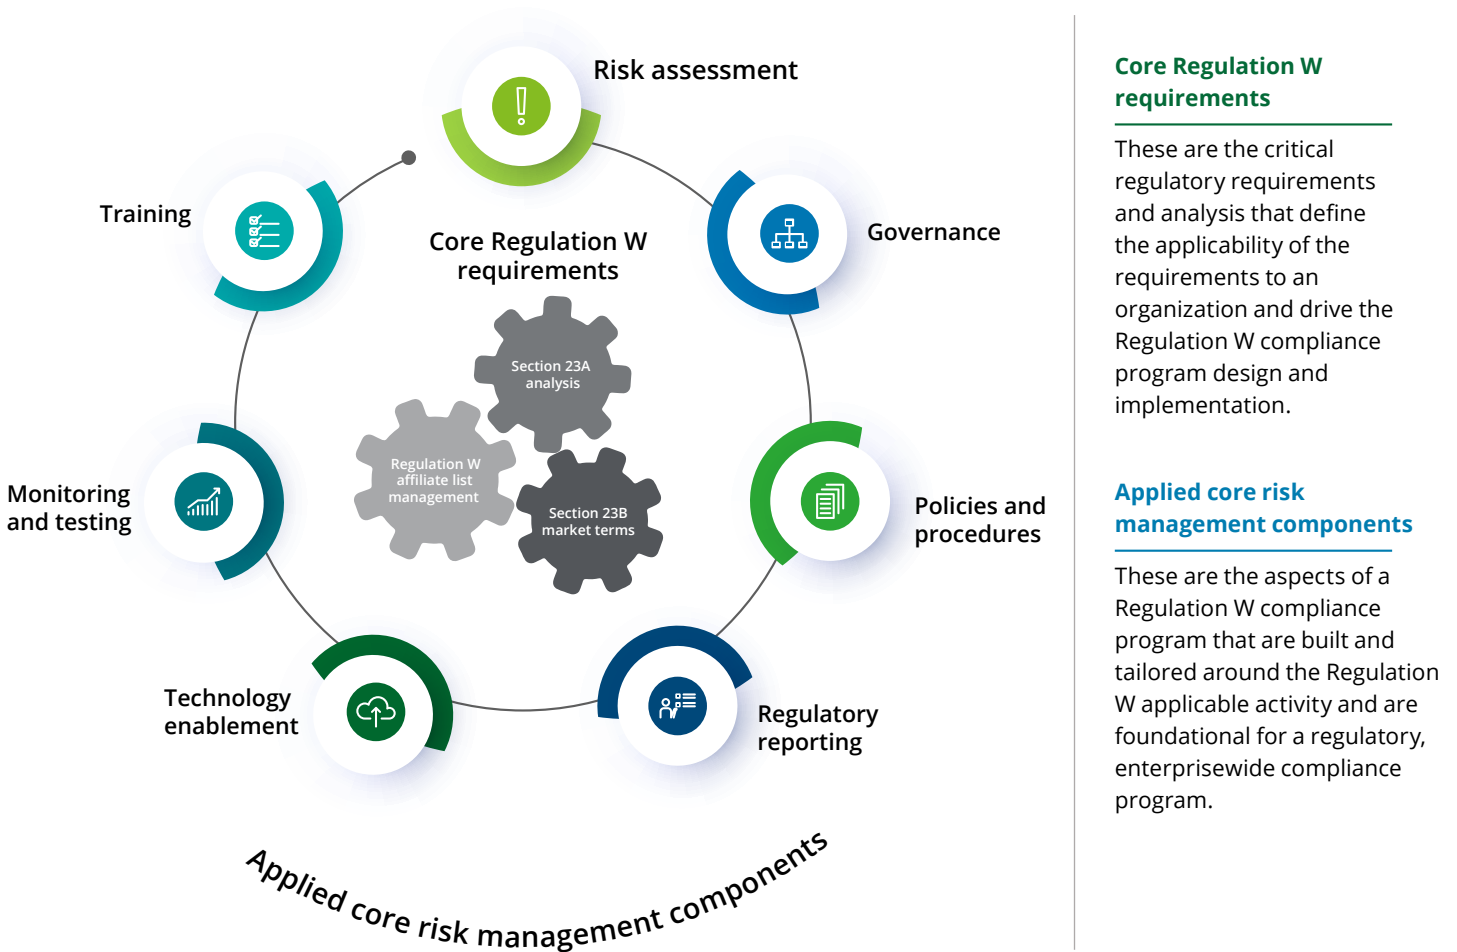 Risk assessment
Training
Governance
Core Regulation W
requirements
Section 23A
analysis
Regulation W
affiliate list
management
Section 23B
market terms
Monitoring
and testing
Policies and
procedures
Technology
enablement
Regulatory
reporting
Applied core risk management components
Core Regulation W
requirements
These are the critical
regulatory requirements
and analysis that define
the applicability of the
requirements to an
organization and drive the
Regulation W compliance
program design and
implementation.
Applied core risk
management components
These are the aspects of a
Regulation W compliance
program that are built and
tailored around the Regulation
W applicable activity and are
foundational for a regulatory,
enterprisewide compliance
program.